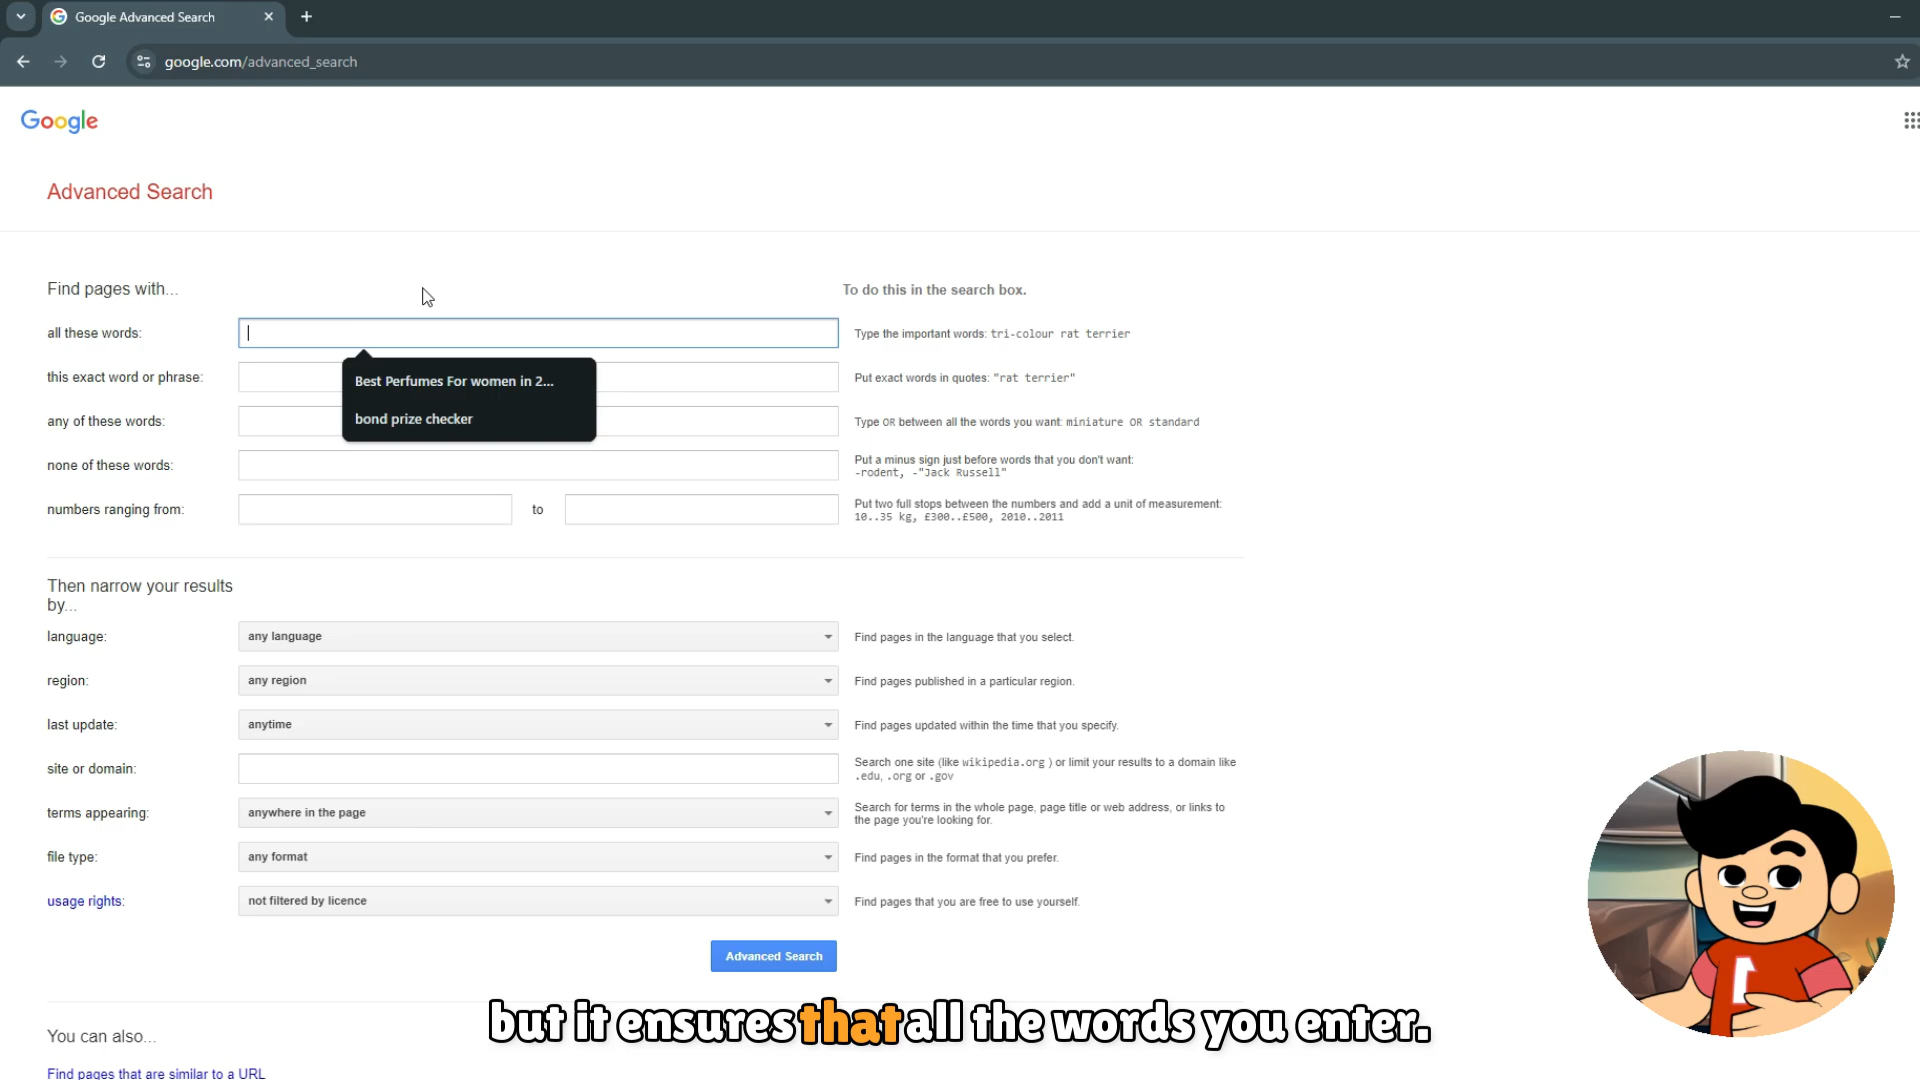 Google Advanced Search
google.com/advanced_search
Google
Advanced Search
Find pages with...
To do this in the search box.
all these words:
Type the important words: tri-colour rat terrier
Best Perfumes For women in 2...
bond prize checker
this exact word or phrase:
Put exact words in quotes: "rat terrier"
any of these words:
Type OR between all the words you want: miniature OR standard
none of these words:
Put a minus sign just before words that you don't want:
-rodent, -"Jack Russell"
numbers ranging from:
to
Put two full stops between the numbers and add a unit of measurement:
10..35 kg, £300..£500, 2010..2011
Then narrow your results
by...
language:
any language
Find pages in the language that you select.
region:
any region
Find pages published in a particular region.
last update:
anytime
Find pages updated within the time that you specify.
site or domain:
Search one site (like wikipedia.org ) or limit your results to a domain like
.edu, .org or .gov
terms appearing:
anywhere in the page
Search for terms in the whole page, page title or web address, or links to
the page you're looking for.
file type:
any format
Find pages in the format that you prefer.
usage rights:
not filtered by licence
Find pages that you are free to use yourself.
Advanced Search
but it ensures that all the words you enter.
You can also...
Find pages that are similar to a URL